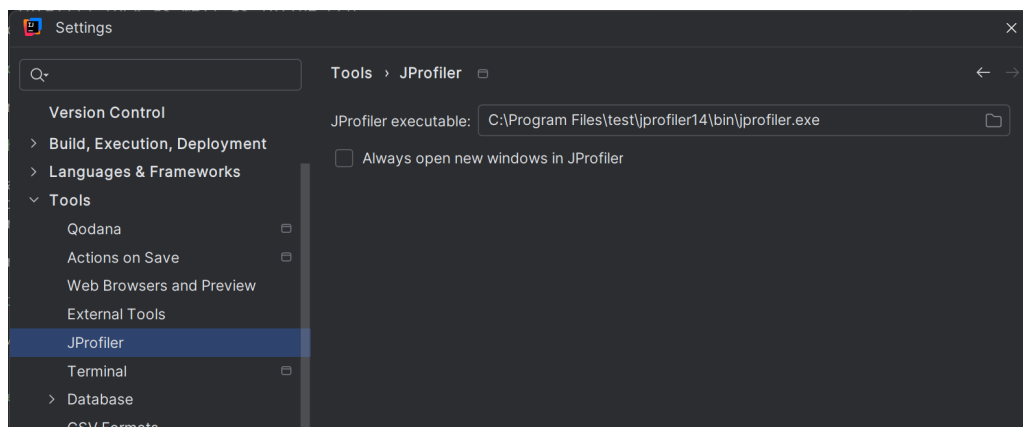 Settings
Tools › JProfiler
Version Control
Build, Execution, Deployment
Languages & Frameworks
Tools
Qodana
Actions on Save
Web Browsers and Preview
External Tools
JProfiler
Terminal
Database
CSV Formats
JProfiler executable: C:\Program Files\test\jprofiler14\bin\jprofiler.exe
Always open new windows in JProfiler